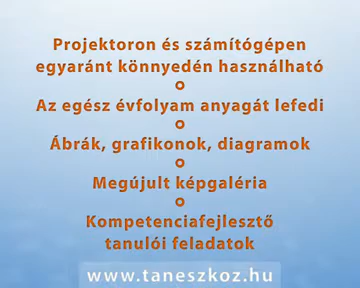 Projektoron és számítógépen
egyaránt könnyedén használható
Az egész évfolyam anyagát lefedi
Ábrák, grafikonok, diagramok
Megújult képgaléria
Kompetenciafejlesztő
tanulói feladatok
www.taneszkoz.hu